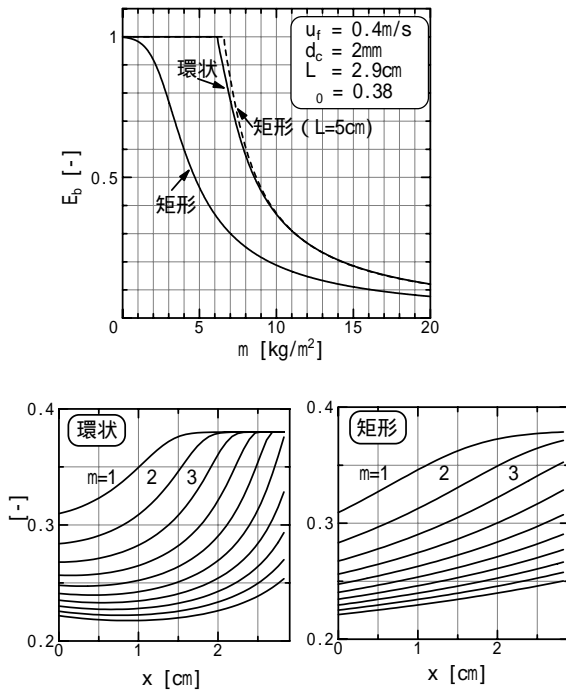 1
0.5
E_b [-]
u_f = 0.4m/s
d_c = 2mm
L = 2.9cm
_0 = 0.38
環状
矩形（L=5cm）
矩形
0 5 10 15 20
m [kg/m²]
0.4
0.3
0.2
[-]
環状
m=1 2 3
0 1 2
x [cm]
0.4
0.3
0.2
矩形
m=1 2 3
0 1 2
x [cm]